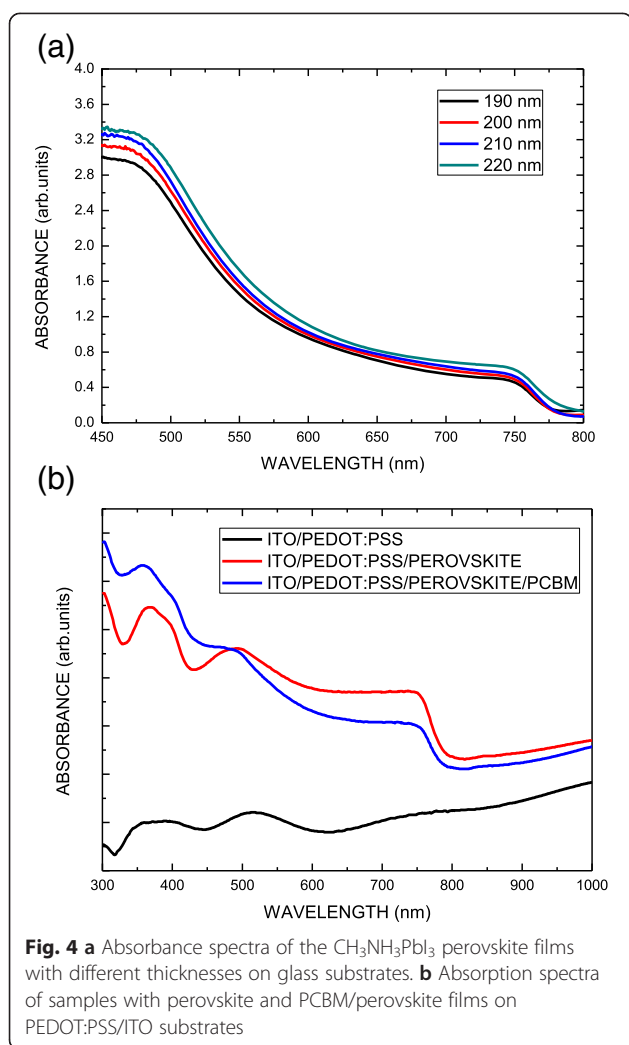 (a)
4.0
3.6
3.2
2.8
2.4
2.0
1.6
1.2
0.8
0.4
0.0
ABSORBANCE (arb.units)
190 nm
200 nm
210 nm
220 nm
450 500 550 600 650 700 750 800
WAVELENGTH (nm)
(b)
ABSORBANCE (arb.units)
ITO/PEDOT:PSS
ITO/PEDOT:PSS/PEROVSKITE
ITO/PEDOT:PSS/PEROVSKITE/PCBM
300 400 500 600 700 800 900 1000
WAVELENGTH (nm)
Fig. 4 a Absorbance spectra of the CH₃NH₃PbI₃ perovskite films
with different thicknesses on glass substrates. b Absorption spectra
of samples with perovskite and PCBM/perovskite films on
PEDOT:PSS/ITO substrates